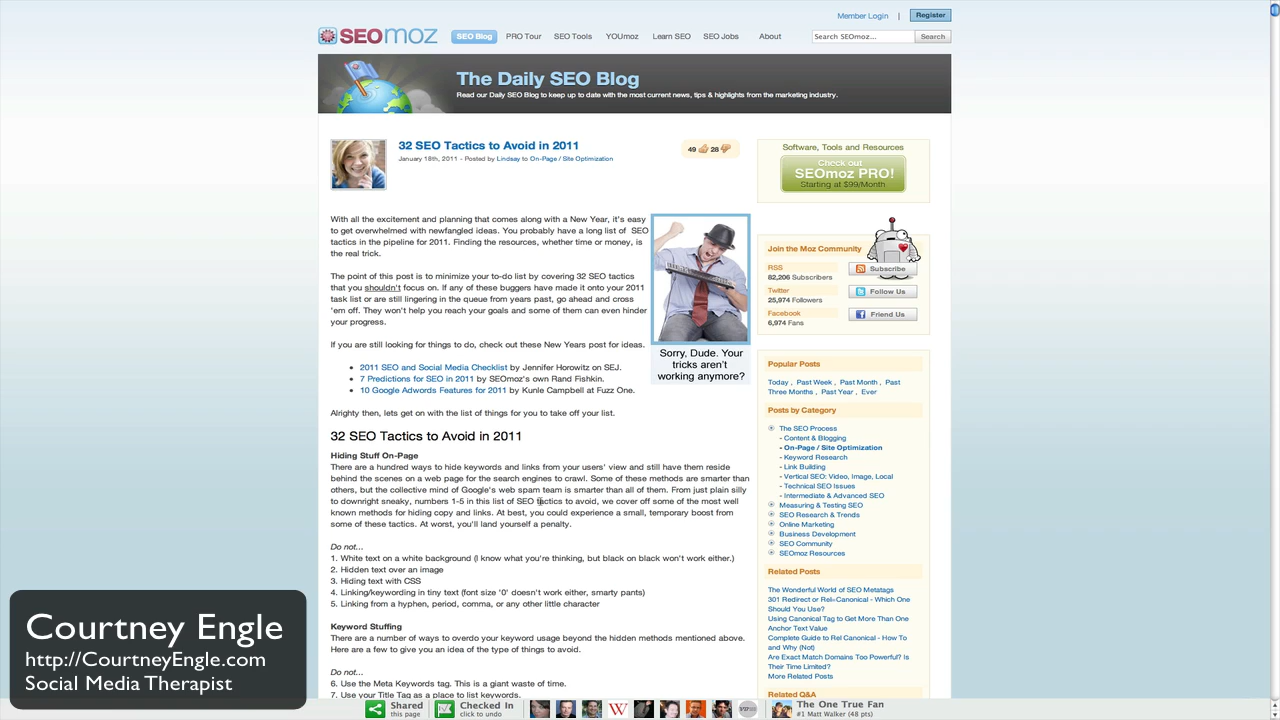 Member Login | Register
SEOmoz SEO Blog PRO Tour SEO Tools YOUmoz Learn SEO SEO Jobs About Search SEOmoz... Search
The Daily SEO Blog
Read our Daily SEO Blog to keep up to date with the most current news, tips & highlights from the marketing industry.
32 SEO Tactics to Avoid in 2011
January 18th, 2011 - Posted by Lindsay to On-Page / Site Optimization
49 28
With all the excitement and planning that comes along with a New Year, it's easy
to get overwhelmed with newfangled ideas. You probably have a long list of SEO
tactics in the pipeline for 2011. Finding the resources, whether time or money, is
the real trick.
The point of this post is to minimize your to-do list by covering 32 SEO tactics
that you shouldn't focus on. If any of these buggers have made it onto your 2011
task list or are still lingering in the queue from years past, go ahead and cross
'em off. They won't help you reach your goals and some of them can even hinder
your progress.
If you are still looking for things to do, check out these New Years post for ideas.
Sorry, Dude. Your
tricks aren't
working anymore?
• 2011 SEO and Social Media Checklist by Jennifer Horowitz on SEJ.
• 7 Predictions for SEO in 2011 by SEOmoz's own Rand Fishkin.
• 10 Google Adwords Features for 2011 by Kunle Campbell at Fuzz One.
Alrighty then, lets get on with the list of things for you to take off your list.
32 SEO Tactics to Avoid in 2011
Hiding Stuff On-Page
There are a hundred ways to hide keywords and links from your users' view and still have them reside
behind the scenes on a web page for the search engines to crawl. Some of these methods are smarter than
others, but the collective mind of Google's web spam team is smarter than all of them. From just plain silly
to downright sneaky, numbers 1-5 in this list of SEO tactics to avoid, we cover off some of the most well
known methods for hiding copy and links. At best, you could experience a small, temporary boost from
some of these tactics. At worst, you'll land yourself a penalty.
Do not...
1. White text on a white background (I know what you're thinking, but black on black won't work either.)
2. Hidden text over an image
3. Hiding text with CSS
4. Linking/keywording in tiny text (font size '0' doesn't work either, smarty pants)
5. Linking from a hyphen, period, comma, or any other little character
Keyword Stuffing
There are a number of ways to overdo your keyword usage beyond the hidden methods mentioned above.
Here are a few to give you an idea of the type of things to avoid.
Do not...
6. Use the Meta Keywords tag. This is a giant waste of time.
7. Use your Title Tag as a place to list keywords.
Software, Tools and Resources
Check out
SEOmoz PRO!
Starting at $99/Month
Join the Moz Community
RSS
82,206 Subscribers
Subscribe
Twitter
25,974 Followers
Follow Us
Facebook
6,974 Fans
Friend Us
Popular Posts
Today , Past Week , Past Month , Past
Three Months , Past Year , Ever
Posts by Category
The SEO Process
- Content & Blogging
- On-Page / Site Optimization
- Keyword Research
- Link Building
- Vertical SEO: Video, Image, Local
- Technical SEO Issues
- Intermediate & Advanced SEO
Measuring & Testing SEO
SEO Research & Trends
Online Marketing
Business Development
SEO Community
SEOmoz Resources
Related Posts
The Wonderful World of SEO Metatags
301 Redirect or Rel=Canonical - Which One
Should You Use?
Using Canonical Tag to Get More Than One
Anchor Text Value
Complete Guide to Rel Canonical - How To
and Why (Not)
Are Exact Match Domains Too Powerful? Is
Their Time Limited?
More Related Posts
Related Q&A
Courtney Engle
http://CourtneyEngle.com
Social Media Therapist
Shared
this page
Checked In
click to undo
W
The One True Fan
#1 Matt Walker (48 pts)